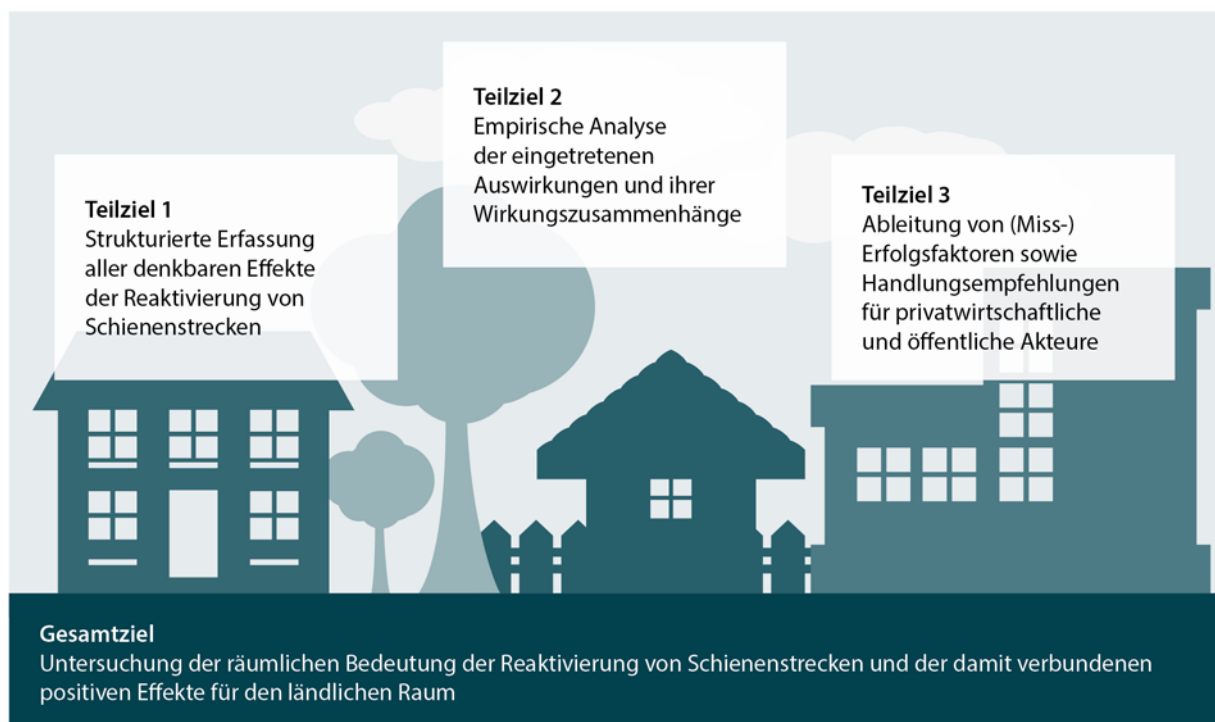 Teilziel 1
Strukturierte Erfassung
aller denkbaren Effekte
der Reaktivierung von
Schienenstrecken
Teilziel 2
Empirische Analyse
der eingetretenen
Auswirkungen und ihrer
Wirkungszusammenhänge
Teilziel 3
Ableitung von (Miss-)
Erfolgsfaktoren sowie
Handlungsempfehlungen
für privatwirtschaftliche
und öffentliche Akteure
Gesamtziel
Untersuchung der räumlichen Bedeutung der Reaktivierung von Schienenstrecken und der damit verbundenen
positiven Effekte für den ländlichen Raum